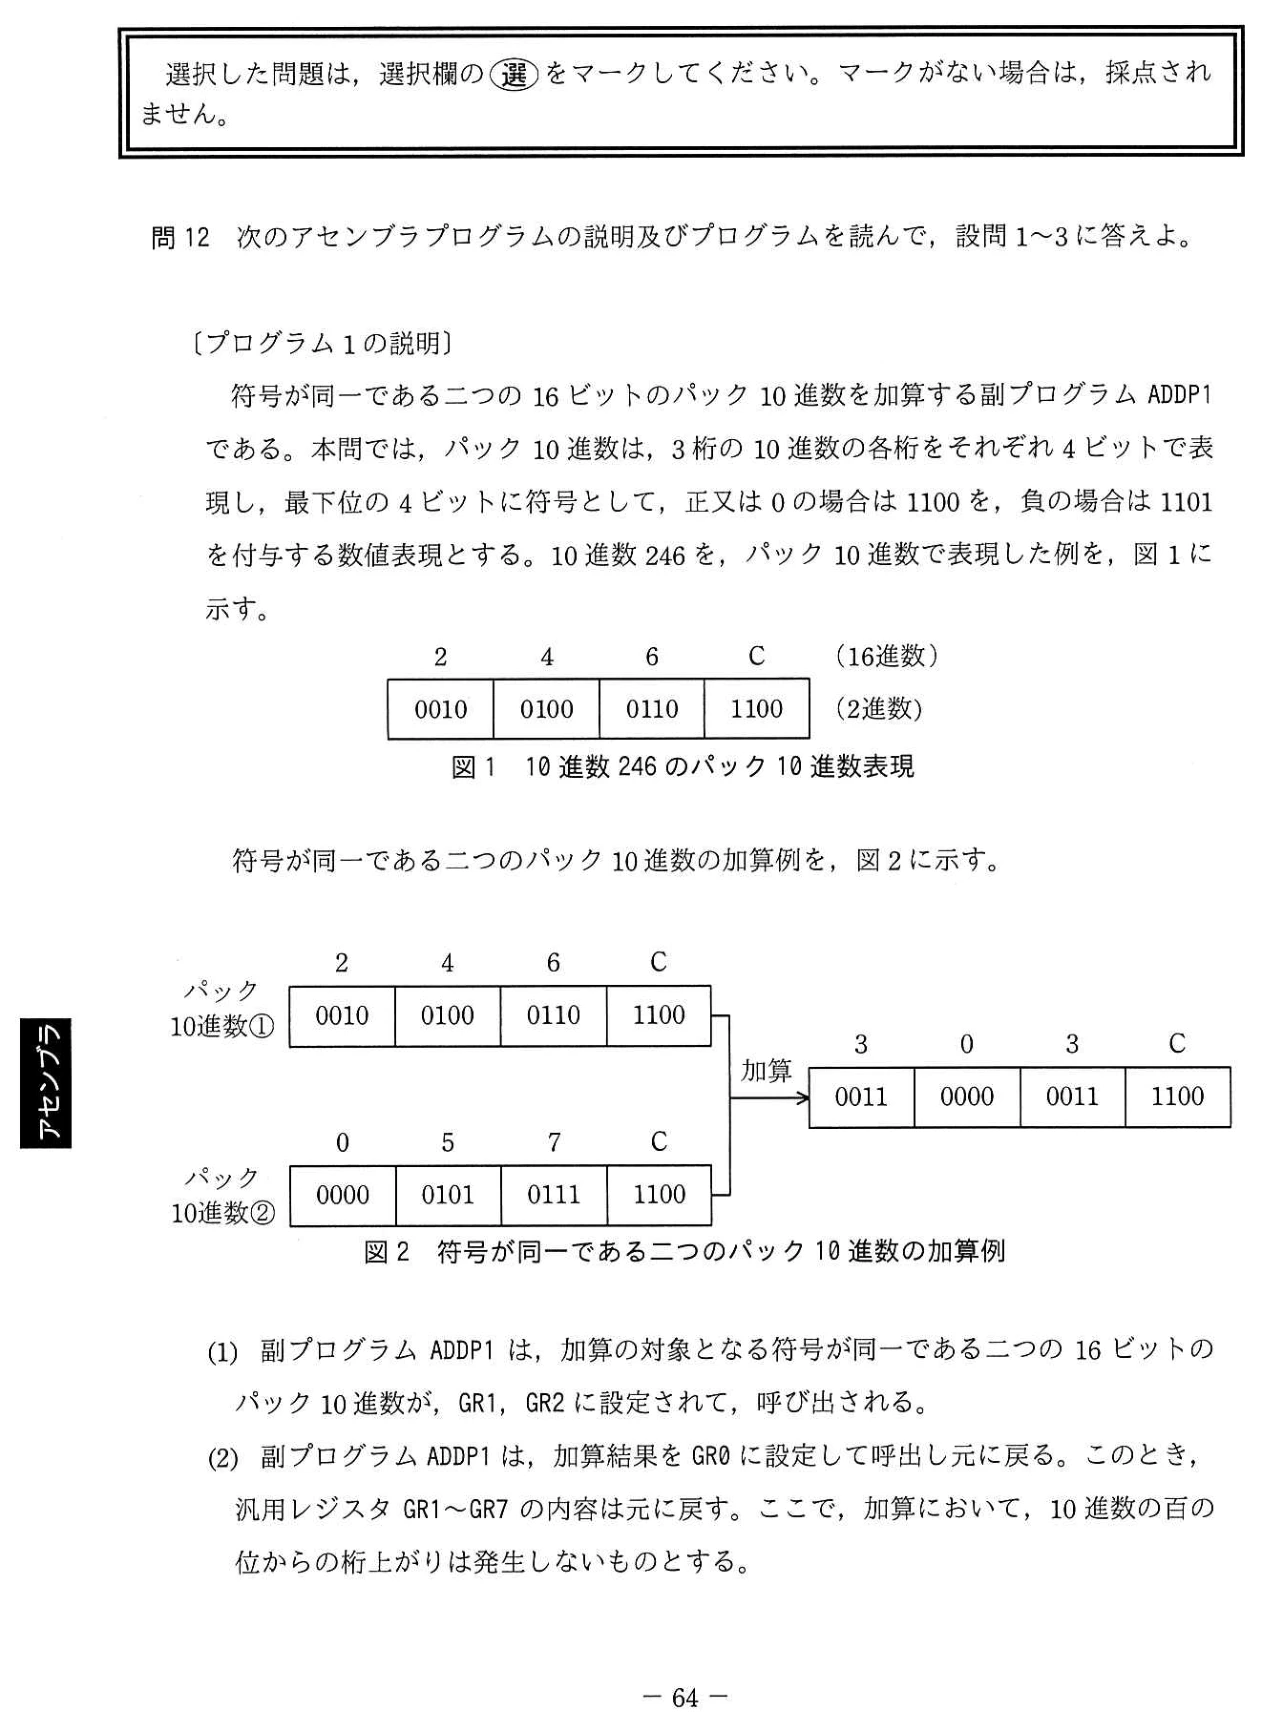 選択した問題は，選択欄の選をマークしてください。マークがない場合は，採点され
ません。
問 12　次のアセンブラプログラムの説明及びプログラムを読んで，設問 1～3 に答えよ。
〔プログラム 1 の説明〕
符号が同一である二つの 16 ビットのパック 10 進数を加算する副プログラム ADDP1
である。本問では，パック 10 進数は，3 桁の 10 進数の各桁をそれぞれ 4 ビットで表
現し，最下位の 4 ビットに符号として，正又は 0 の場合は 1100 を，負の場合は 1101
を付与する数値表現とする。10 進数 246 を，パック 10 進数で表現した例を，図 1 に
示す。
2 4 6 C （16進数）
0010 0100 0110 1100 （2進数）
図 1　10 進数 246 のパック 10 進数表現
符号が同一である二つのパック 10 進数の加算例を，図 2 に示す。
2 4 6 C
パック
10進数① 0010 0100 0110 1100
3 0 3 C
加算
0011 0000 0011 1100
0 5 7 C
パック
10進数② 0000 0101 0111 1100
図 2　符号が同一である二つのパック 10 進数の加算例
アセンブラ
(1) 副プログラム ADDP1 は，加算の対象となる符号が同一である二つの 16 ビットの
パック 10 進数が，GR1，GR2 に設定されて，呼び出される。
(2) 副プログラム ADDP1 は，加算結果を GR0 に設定して呼出し元に戻る。このとき，
汎用レジスタ GR1～GR7 の内容は元に戻す。ここで，加算において，10 進数の百の
位からの桁上がりは発生しないものとする。
－ 64 －